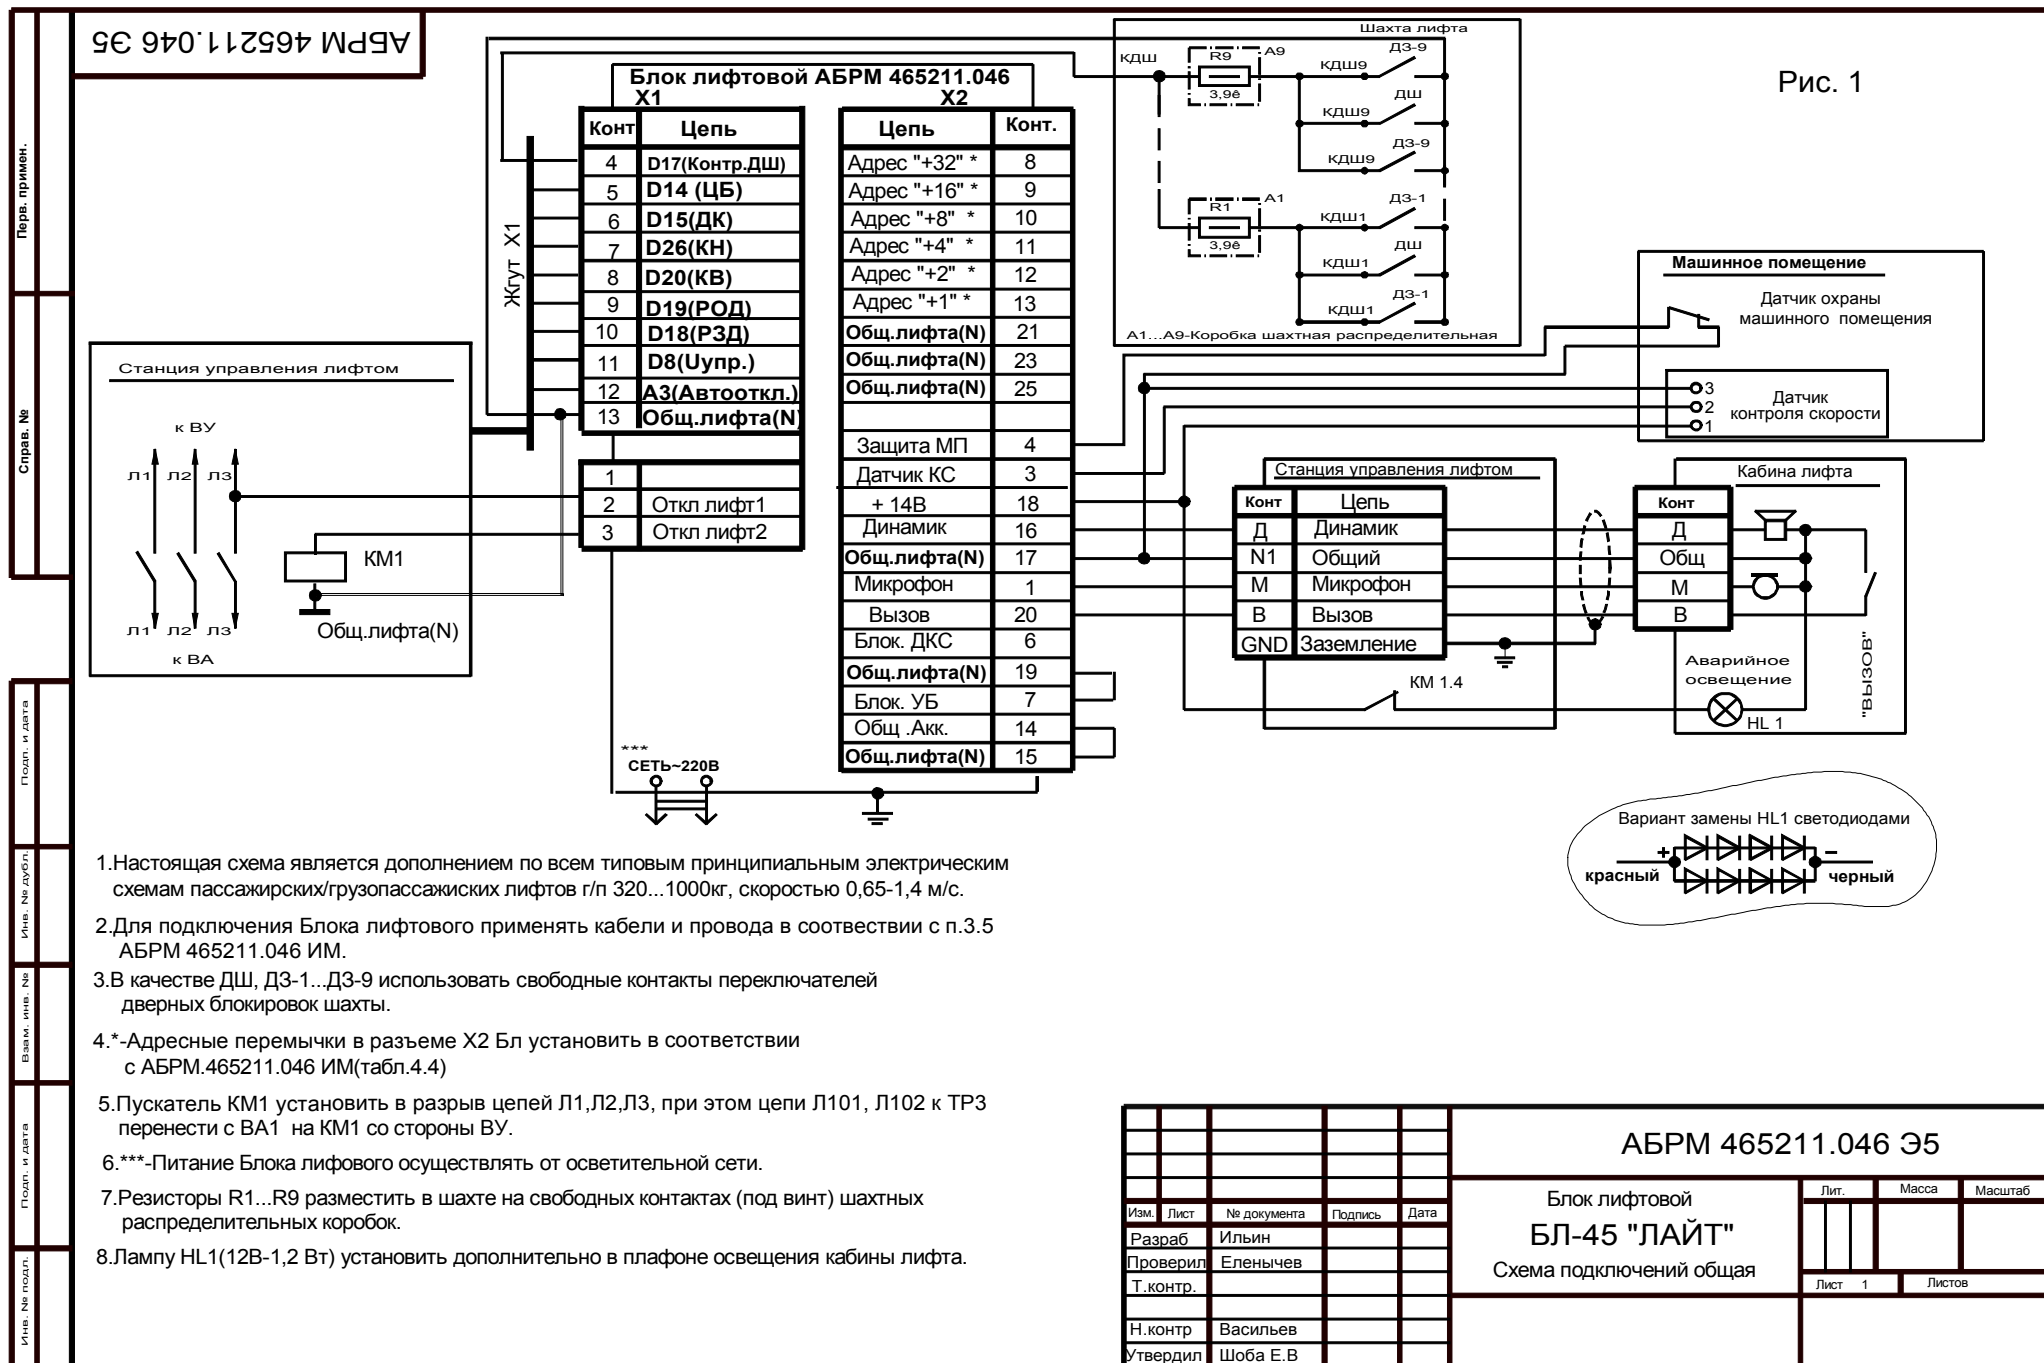 АБРМ 465211.046 Э5
Рис. 1
Перв. примен.
Справ. №
Подп. и дата
Инв. № дубл.
Взам. инв. №
Подп. и дата
Инв. № подл.
Блок лифтовой АБРМ 465211.046
X1
X2
Конт
Цепь
4 D17(Контр.ДШ)
5 D14 (ЦБ)
6 D15(ДК)
7 D26(КН)
8 D20(КВ)
9 D19(РОД)
10 D18(РЗД)
11 D8(Uупр.)
12 А3(Автооткл.)
13 Общ.лифта(N)
1
2 Откл лифт1
3 Откл лифт2
Жгут X1
Цепь
Конт.
Адрес "+32" * 8
Адрес "+16" * 9
Адрес "+8" * 10
Адрес "+4" * 11
Адрес "+2" * 12
Адрес "+1" * 13
Общ.лифта(N) 21
Общ.лифта(N) 23
Общ.лифта(N) 25
Защита МП 4
Датчик КС 3
+ 14В 18
Динамик 16
Общ.лифта(N) 17
Микрофон 1
Вызов 20
Блок. ДКС 6
Общ.лифта(N) 19
Блок. УБ 7
Общ .Акк. 14
Общ.лифта(N) 15
***
СЕТЬ~220В
Станция управления лифтом
к ВУ
Л1 Л2 Л3
КМ1
Общ.лифта(N)
Л1 Л2 Л3
к ВА
Шахта лифта
КДШ
R9
А9
3,9ê
КДШ9
ДЗ-9
КДШ9
ДШ
КДШ9
ДЗ-9
R1
А1
3,9ê
КДШ1
ДЗ-1
КДШ1
ДШ
КДШ1
ДЗ-1
А1...А9-Коробка шахтная распределительная
Машинное помещение
Датчик охраны
машинного помещения
3
2
1
Датчик
контроля скорости
Станция управления лифтом
Конт Цепь
Д Динамик
N1 Общий
М Микрофон
В Вызов
GND Заземление
КМ 1.4
Кабина лифта
Конт
Д
Общ
М
В
Аварийное
освещение
HL 1
"ВЫЗОВ"
Вариант замены HL1 светодиодами
+
−
красный
черный
1.Настоящая схема является дополнением по всем типовым принципиальным электрическим
схемам пассажирских/грузопассажиских лифтов г/п 320...1000кг, скоростью 0,65-1,4 м/с.
2.Для подключения Блока лифтового применять кабели и провода в соотвествии с п.3.5
АБРМ 465211.046 ИМ.
3.В качестве ДШ, ДЗ-1...ДЗ-9 использовать свободные контакты переключателей
дверных блокировок шахты.
4.*-Адресные перемычки в разъеме Х2 Бл установить в соответствии
с АБРМ.465211.046 ИМ(табл.4.4)
5.Пускатель КМ1 установить в разрыв цепей Л1,Л2,Л3, при этом цепи Л101, Л102 к ТР3
перенести с ВА1 на КМ1 со стороны ВУ.
6.***-Питание Блока лифового осуществлять от осветительной сети.
7.Резисторы R1...R9 разместить в шахте на свободных контактах (под винт) шахтных
распределительных коробок.
8.Лампу HL1(12В-1,2 Вт) установить дополнительно в плафоне освещения кабины лифта.
АБРМ 465211.046 Э5
Изм. Лист № документа Подпись Дата
Разраб Ильин
Проверил Еленычев
Т.контр.
Н.контр Васильев
Утвердил Шоба Е.В
Блок лифтовой
БЛ-45 "ЛАЙТ"
Схема подключений общая
Лит. Масса Масштаб
Лист 1 Листов